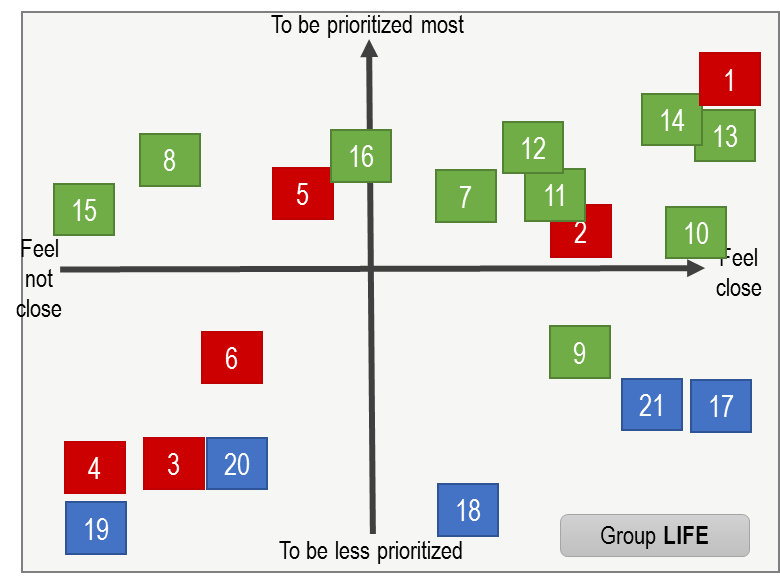 To be prioritized most
1
14
13
12
16
8
5
7
11
15
2
10
Feel
not
close
Feel
close
6
9
21
17
4
3
20
18
19
Group LIFE
To be less prioritized